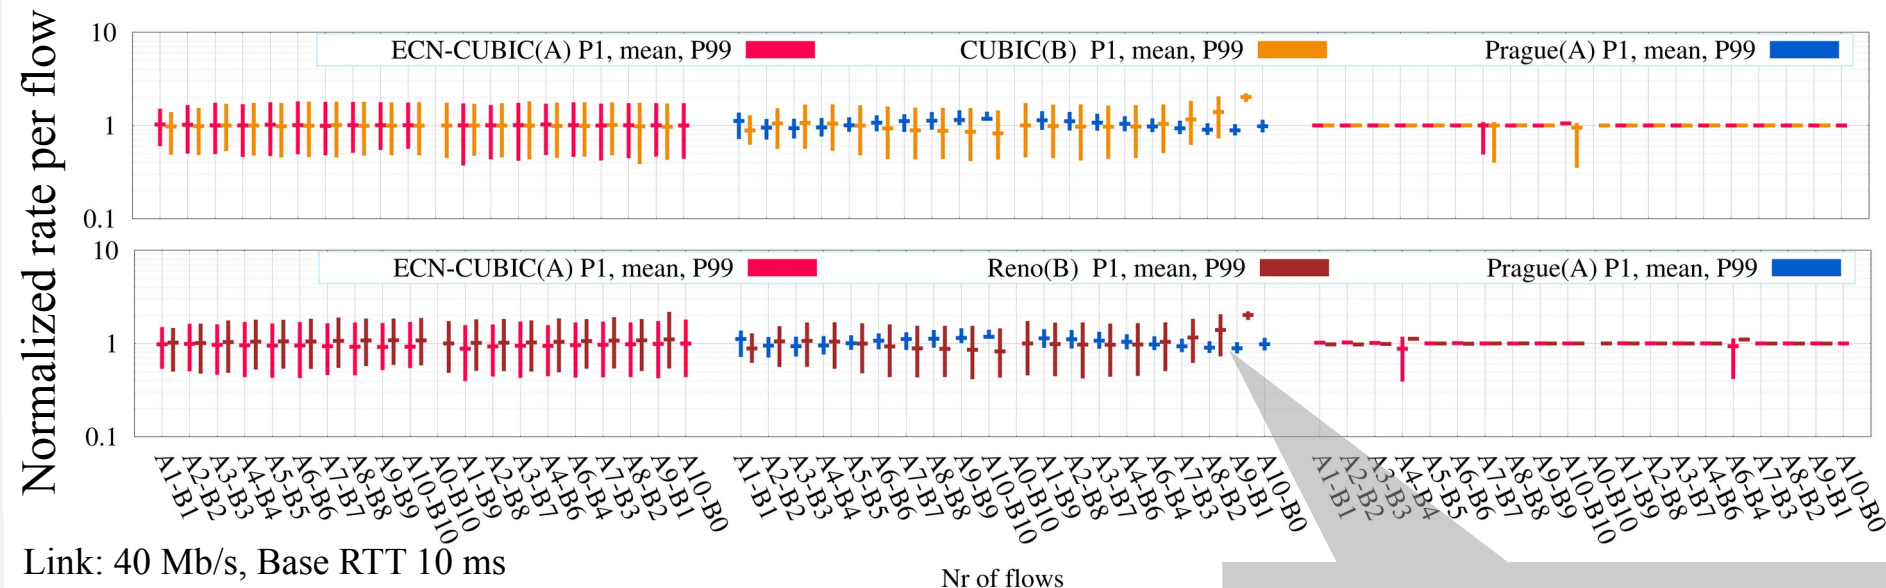 Normalized rate per flow
10
1
0.1
ECN-CUBIC(A) P1, mean, P99
CUBIC(B) P1, mean, P99
Prague(A) P1, mean, P99
10
1
0.1
ECN-CUBIC(A) P1, mean, P99
Reno(B) P1, mean, P99
Prague(A) P1, mean, P99
A1-B1
A2-B2
A3-B3
A4-B4
A5-B5
A6-B6
A7-B7
A8-B8
A9-B9
A10-B10
A0-B10
A1-B9
A2-B8
A3-B7
A4-B6
A6-B4
A7-B3
A8-B2
A9-B1
A10-B0
A1-B1
A2-B2
A3-B3
A4-B4
A5-B5
A6-B6
A7-B7
A8-B8
A9-B9
A10-B10
A0-B10
A1-B9
A2-B8
A3-B7
A4-B6
A6-B4
A7-B3
A8-B2
A9-B1
A10-B0
A1-B1
A2-B2
A3-B3
A4-B4
A5-B5
A6-B6
A7-B7
A8-B8
A9-B9
A10-B10
A0-B10
A1-B9
A2-B8
A3-B7
A4-B6
A6-B4
A7-B3
A8-B2
A9-B1
A10-B0
Link: 40 Mb/s, Base RTT 10 ms
Nr of flows